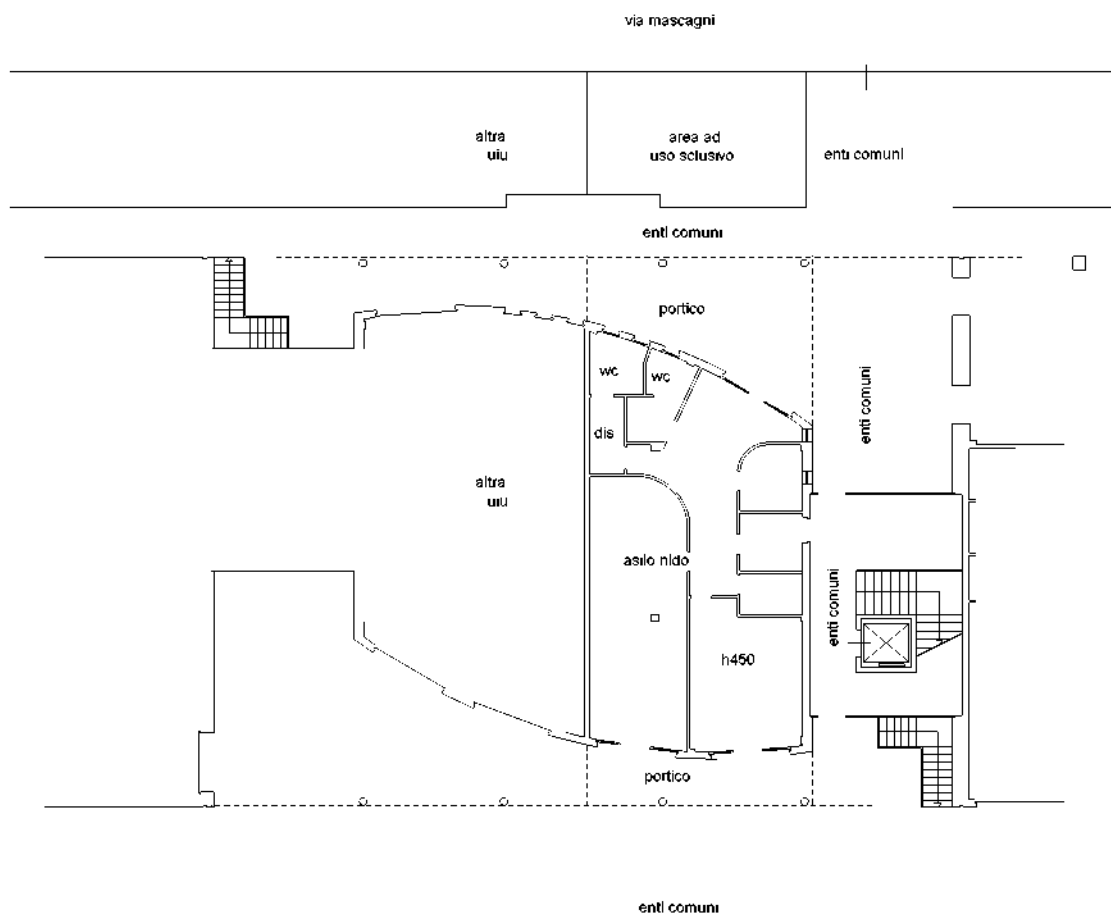 via mascagni
altra
uiu
area ad
uso sclusivo
enti comuni
enti comuni
portico
wc
wc
dis
enti comuni
altra
uiu
asilo nido
enti comuni
h450
portico
enti comuni